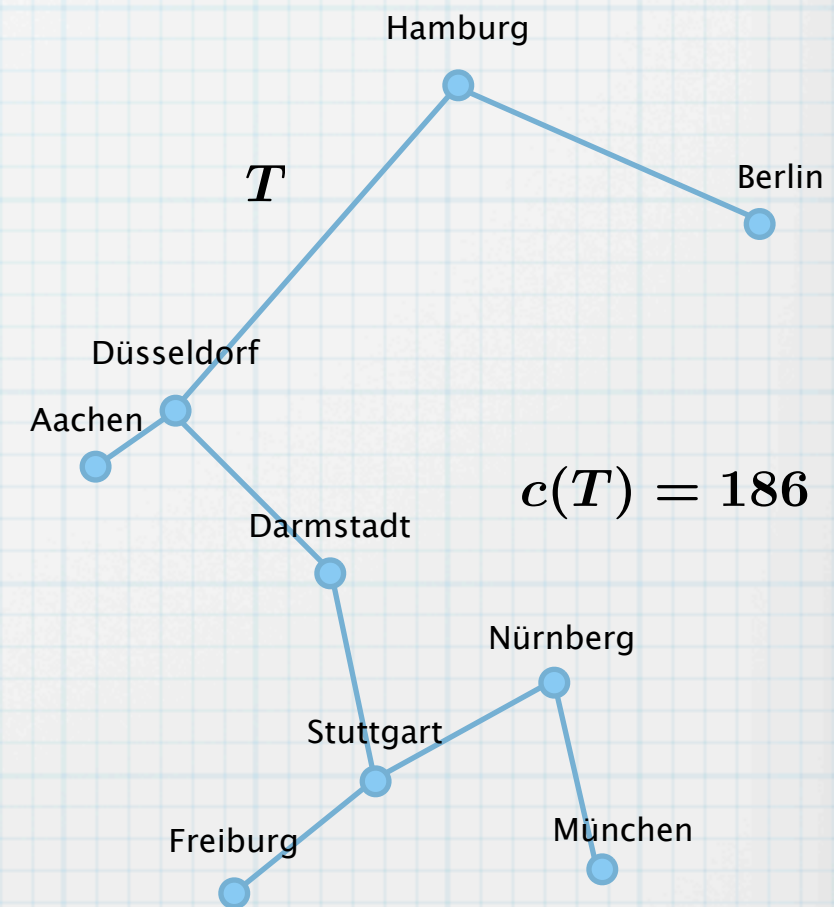 Hamburg
T
Berlin
Düsseldorf
Aachen
c(T) = 186
Darmstadt
Nürnberg
Stuttgart
München
Freiburg